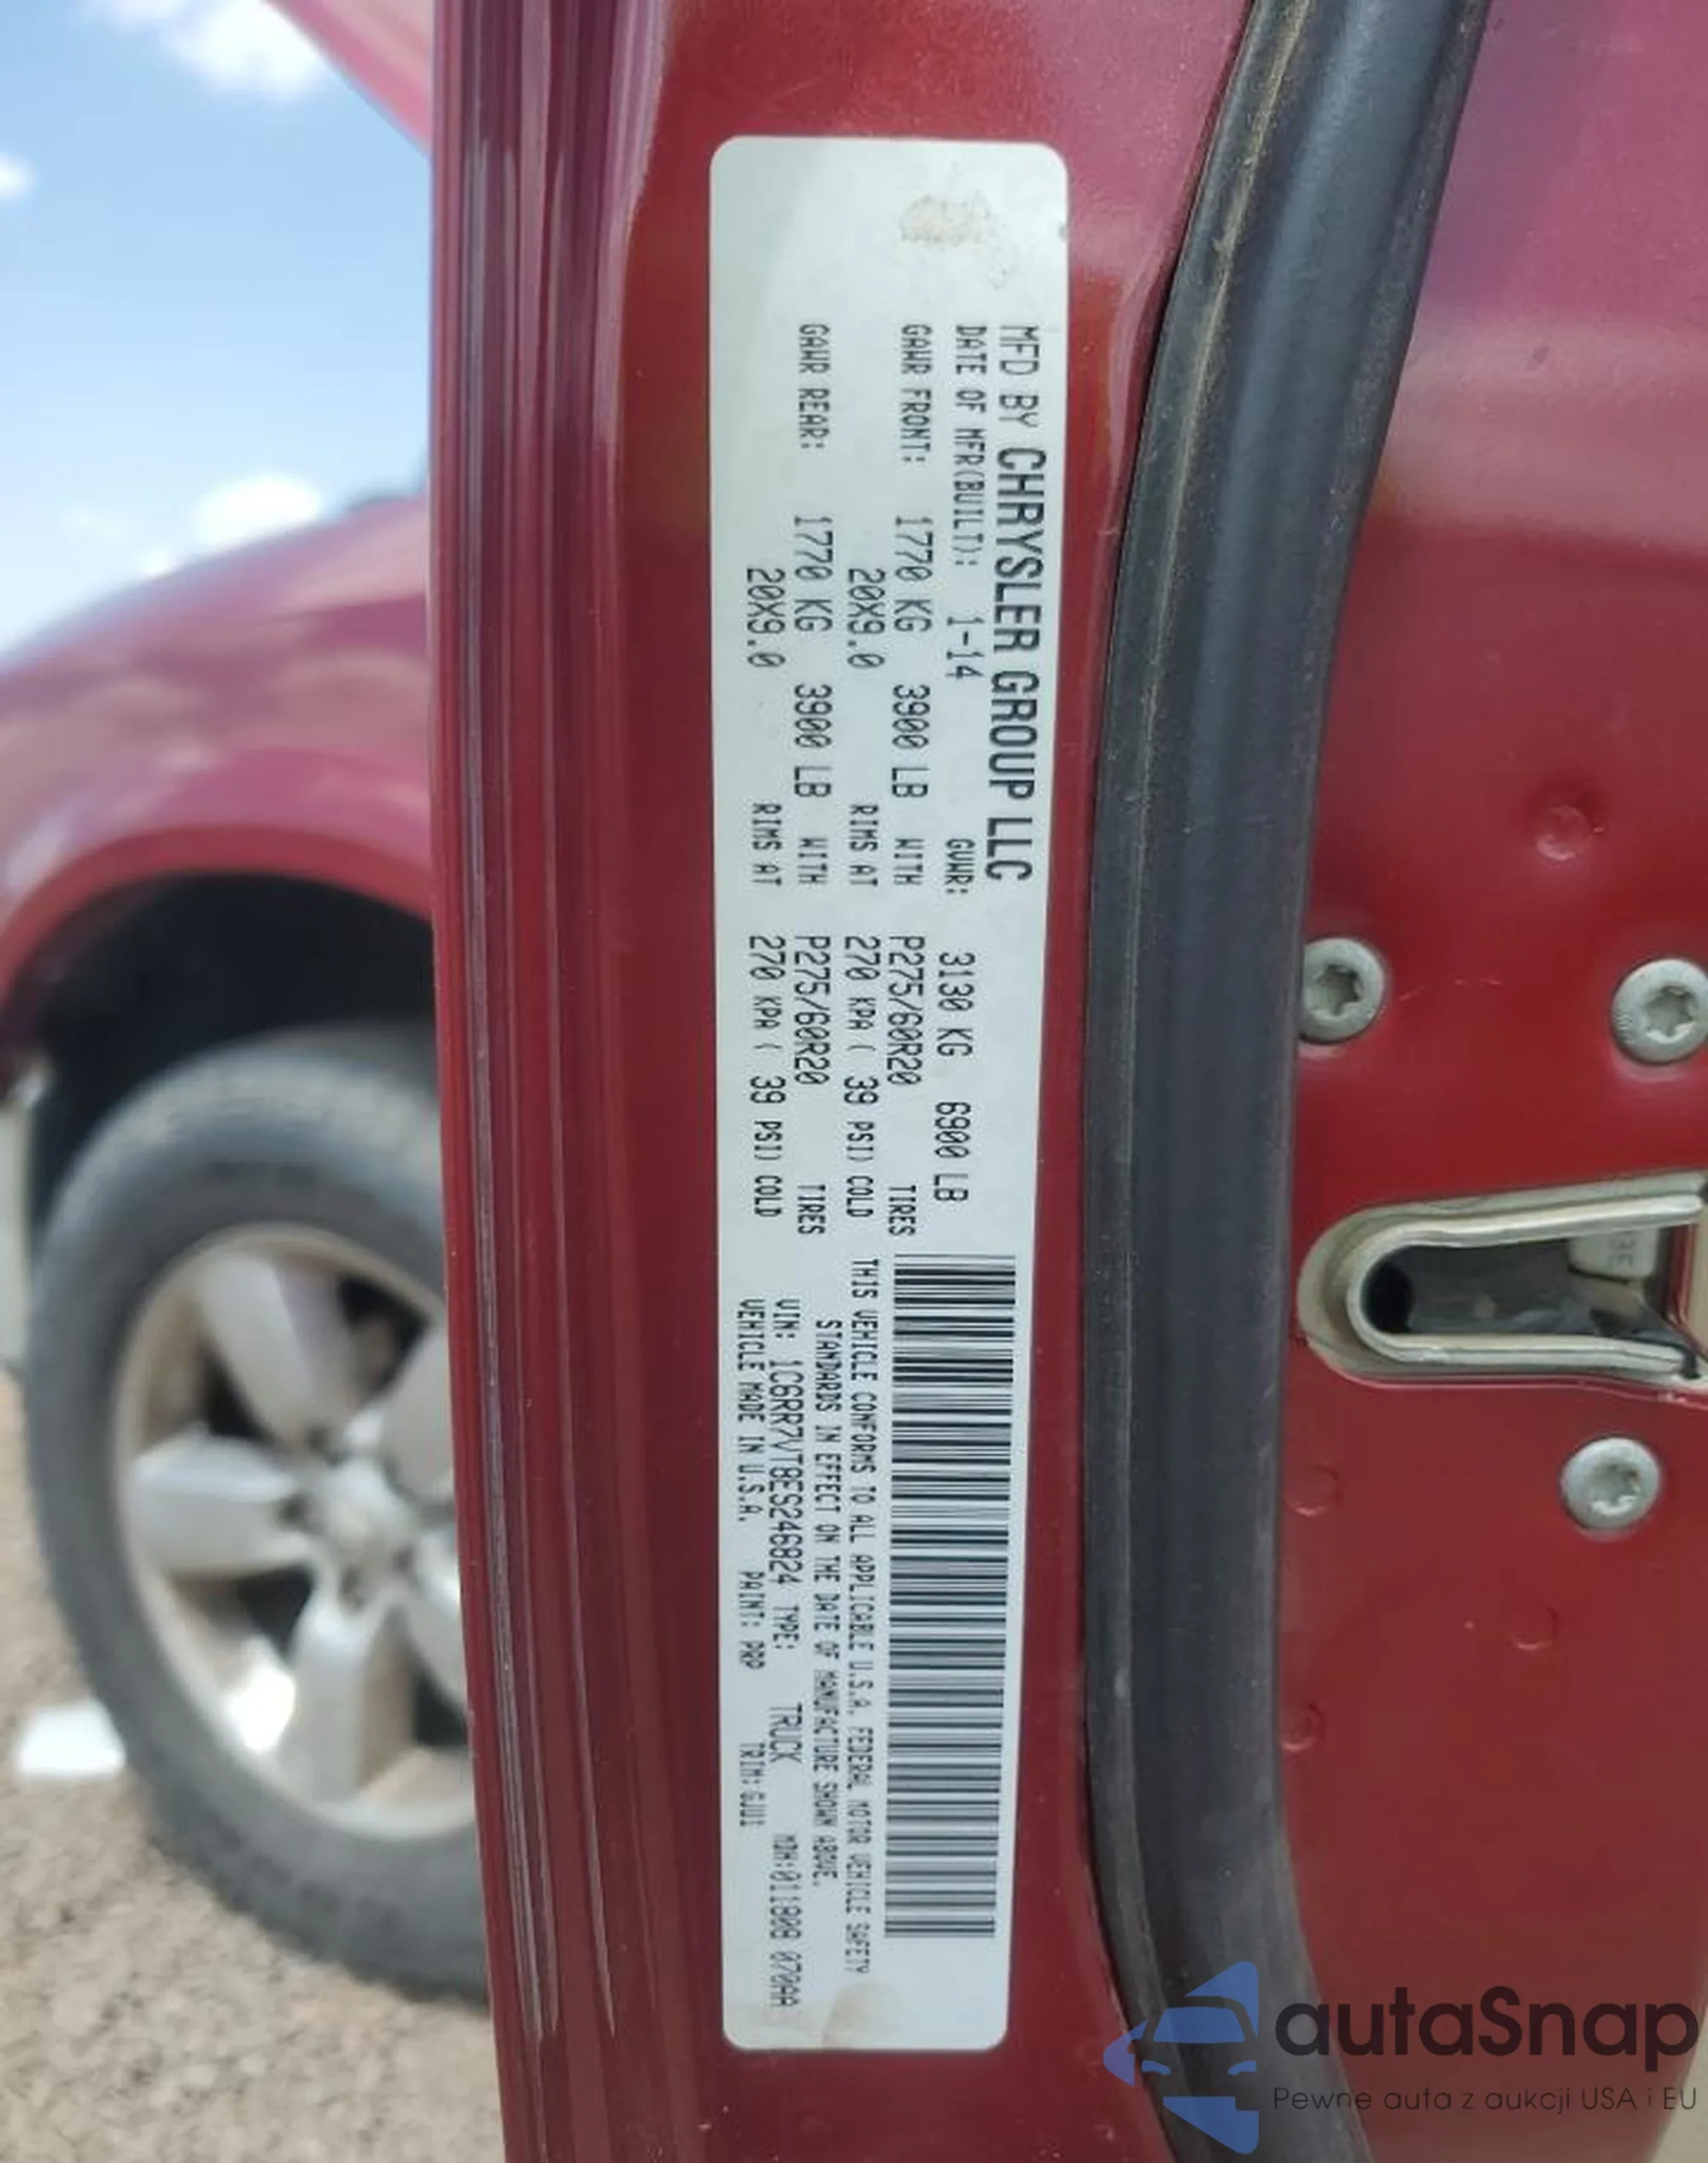 MFD BY CHRYSLER GROUP LLC
DATE OF MFR(BUILT): 1-14 GVWR: 3130 KG 6900 LB
GAWR FRONT: 1770 KG 3900 LB WITH P275/60R20 TIRES
20X9.0 RIMS AT 270 KPA ( 39 PSI) COLD
GAWR REAR: 1770 KG 3900 LB WITH P275/60R20 TIRES
20X9.0 RIMS AT 270 KPA ( 39 PSI) COLD
THIS VEHICLE CONFORMS TO ALL APPLICABLE U.S.A. FEDERAL MOTOR VEHICLE SAFETY
STANDARDS IN EFFECT ON THE DATE OF MANUFACTURE SHOWN ABOVE.
VIN: 1C6RR7VT8ES246824 TYPE: TRUCK MDH:011808 070AA
VEHICLE MADE IN U.S.A. PAINT: PRP TRIM:GJU1
autaSnap
Pewne auta z aukcji USA i EU